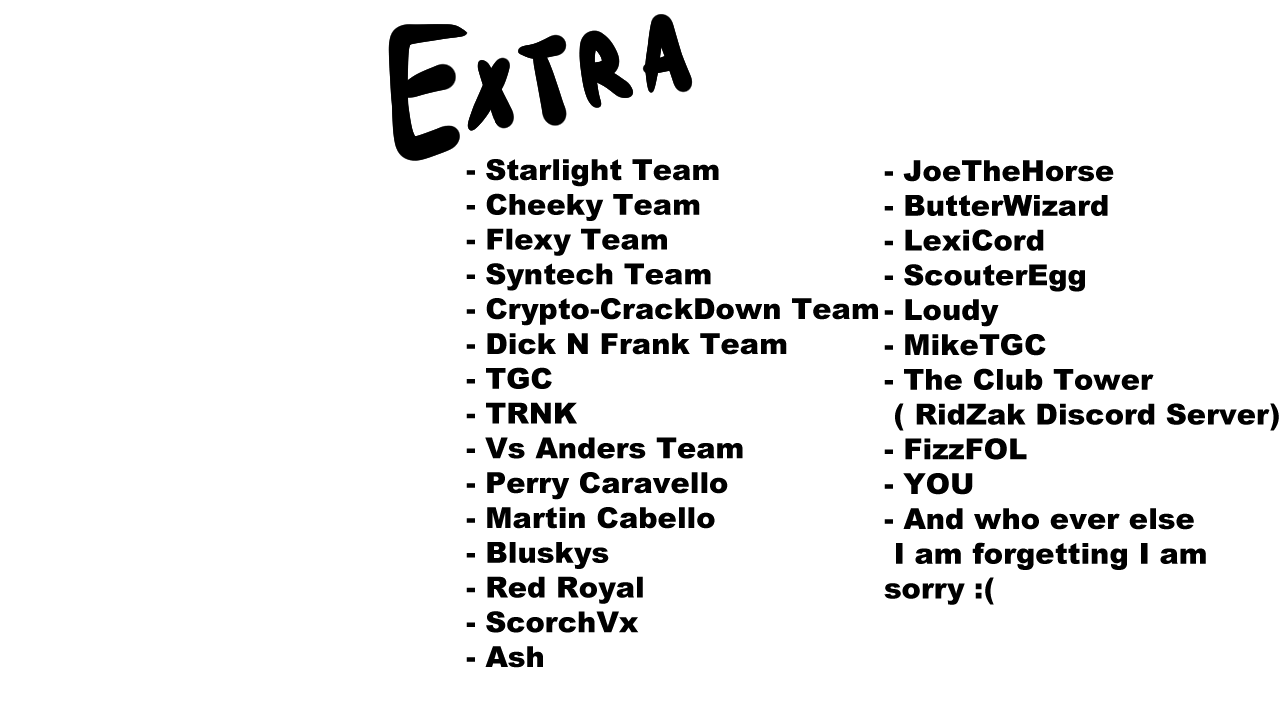 EXTRA
- Starlight Team
- Cheeky Team
- Flexy Team
- Syntech Team
- Crypto-CrackDown Team
- Dick N Frank Team
- TGC
- TRNK
- Vs Anders Team
- Perry Caravello
- Martin Cabello
- Bluskys
- Red Royal
- ScorchVx
- Ash
- JoeTheHorse
- ButterWizard
- LexiCord
- ScouterEgg
- Loudy
- MikeTGC
- The Club Tower
( RidZak Discord Server)
- FizzFOL
- YOU
- And who ever else
I am forgetting I am
sorry :(